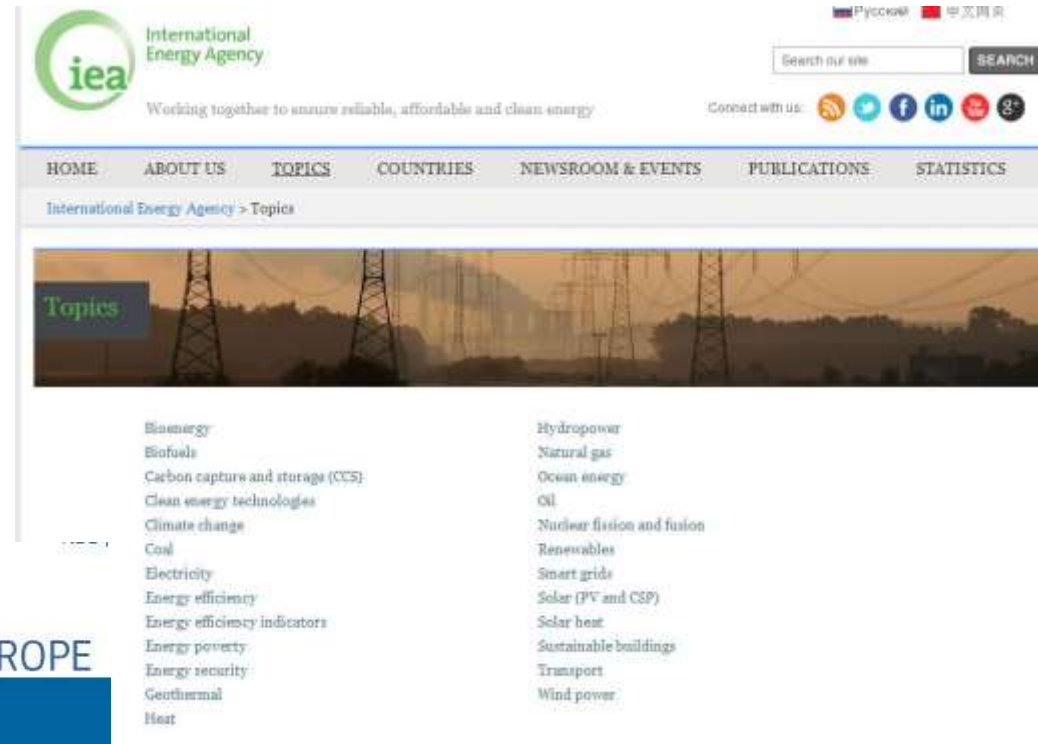 Русский 中文网页
International
Energy Agency
iea
Search our site
SEARCH
Working together to ensure reliable, affordable and clean energy
Connect with us:
HOME ABOUT US TOPICS COUNTRIES NEWSROOM & EVENTS PUBLICATIONS STATISTICS
International Energy Agency > Topics
Topics
Bioenergy
Biofuels
Carbon capture and storage (CCS)
Clean energy technologies
Climate change
Coal
Electricity
Energy efficiency
Energy efficiency indicators
Energy poverty
Energy security
Geothermal
Heat
Hydropower
Natural gas
Ocean energy
Oil
Nuclear fission and fusion
Renewables
Smart grids
Solar (PV and CSP)
Solar heat
Sustainable buildings
Transport
Wind power
ROPE